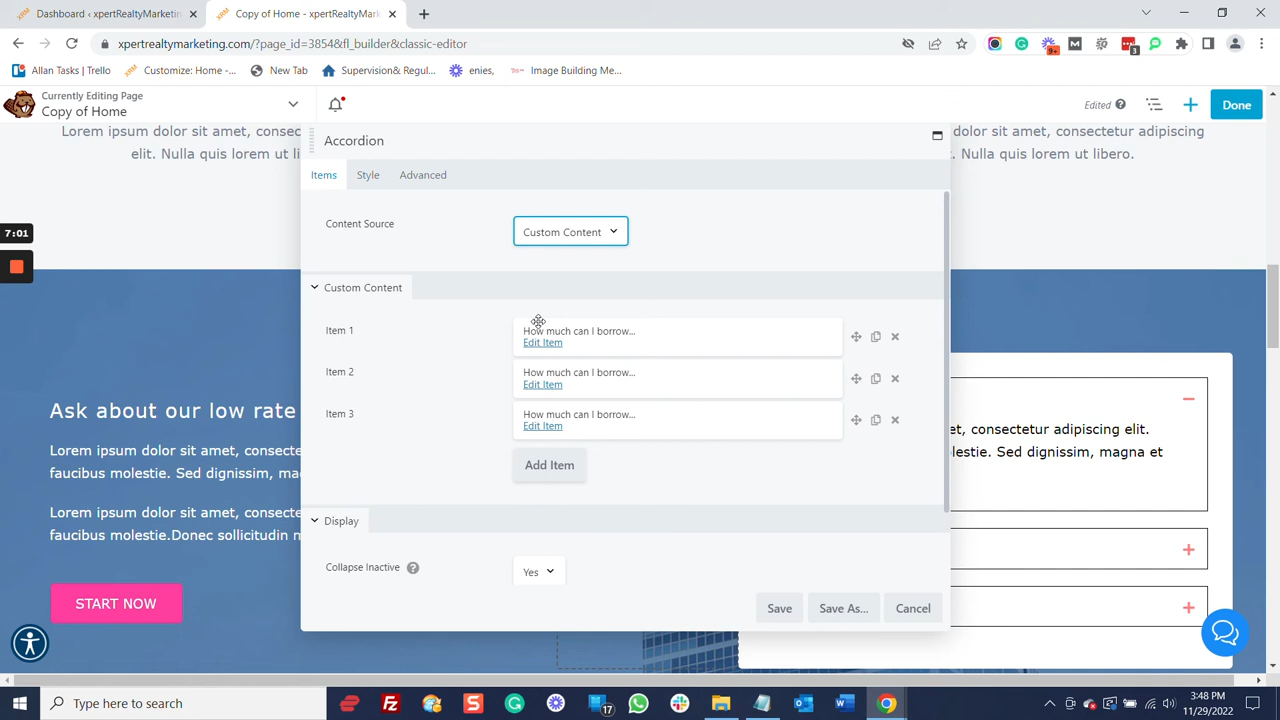 Dashboard ‹ xpertRealtyMarketin
Copy of Home - xpertRealtyMark
xpertrealtymarketing.com/?page_id=3854&fl_builder&classic-editor
9+
3
Allan Tasks | Trello
Customize: Home -...
New Tab
Supervision& Regul...
enies,
Image Building Me...
Currently Editing Page
Copy of Home
Edited
Done
Lorem ipsum dolor sit amet, consec
elit. Nulla quis lorem ut li
et, consectetur adipiscing
. Nulla quis lorem ut libero.
Accordion
Items
Style
Advanced
Content Source
Custom Content
7:01
Custom Content
Item 1
How much can I borrow...
Edit Item
Item 2
How much can I borrow...
Edit Item
Item 3
How much can I borrow...
Edit Item
Add Item
Display
Collapse Inactive
Yes
Save
Save As...
Cancel
Ask about our low rate
Lorem ipsum dolor sit amet, consecte
faucibus molestie. Sed dignissim, ma
Lorem ipsum dolor sit amet, consecte
faucibus molestie.Donec sollicitudin
START NOW
et, consectetur adipiscing elit.
lestie. Sed dignissim, magna et
Type here to search
17
3:48 PM
11/29/2022